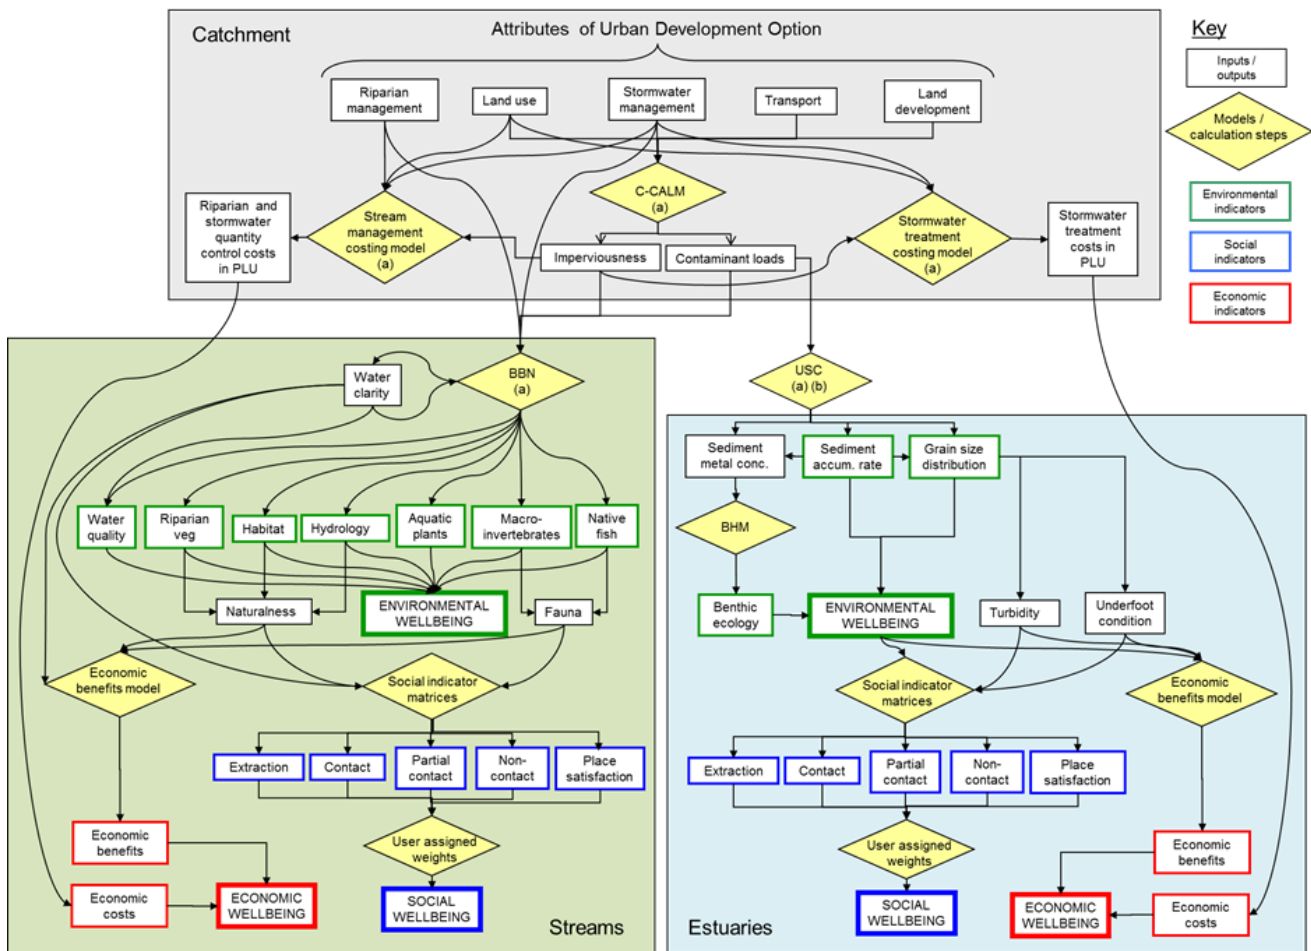 Catchment
Attributes of Urban Development Option
Key
Riparian
management
Land use
Stormwater
management
Transport
Land
development
Inputs /
outputs
Models /
calculation steps
Environmental
indicators
Social
indicators
Economic
indicators
C-CALM
(a)
Riparian and
stormwater
quantity
control costs
in PLU
Stream
management
costing model
(a)
Stormwater
treatment
costing model
(a)
Stormwater
treatment
costs in
PLU
Imperviousness
Contaminant loads
Water
clarity
BBN
(a)
USC
(a) (b)
Sediment
metal conc.
Sediment
accum. rate
Grain size
distribution
Water
quality
Riparian
veg
Habitat
Hydrology
Aquatic
plants
Macro-
invertebrates
Native
fish
BHM
Naturalness
ENVIRONMENTAL
WELLBEING
Fauna
Benthic
ecology
ENVIRONMENTAL
WELLBEING
Turbidity
Underfoot
condition
Economic
benefits model
Social indicator
matrices
Social indicator
matrices
Economic
benefits model
Extraction
Contact
Partial
contact
Non-
contact
Place
satisfaction
Extraction
Contact
Partial
contact
Non-
contact
Place
satisfaction
Economic
benefits
User assigned
weights
User assigned
weights
Economic
benefits
Economic
costs
ECONOMIC
WELLBEING
SOCIAL
WELLBEING
Streams
SOCIAL
WELLBEING
ECONOMIC
WELLBEING
Economic
costs
Estuaries